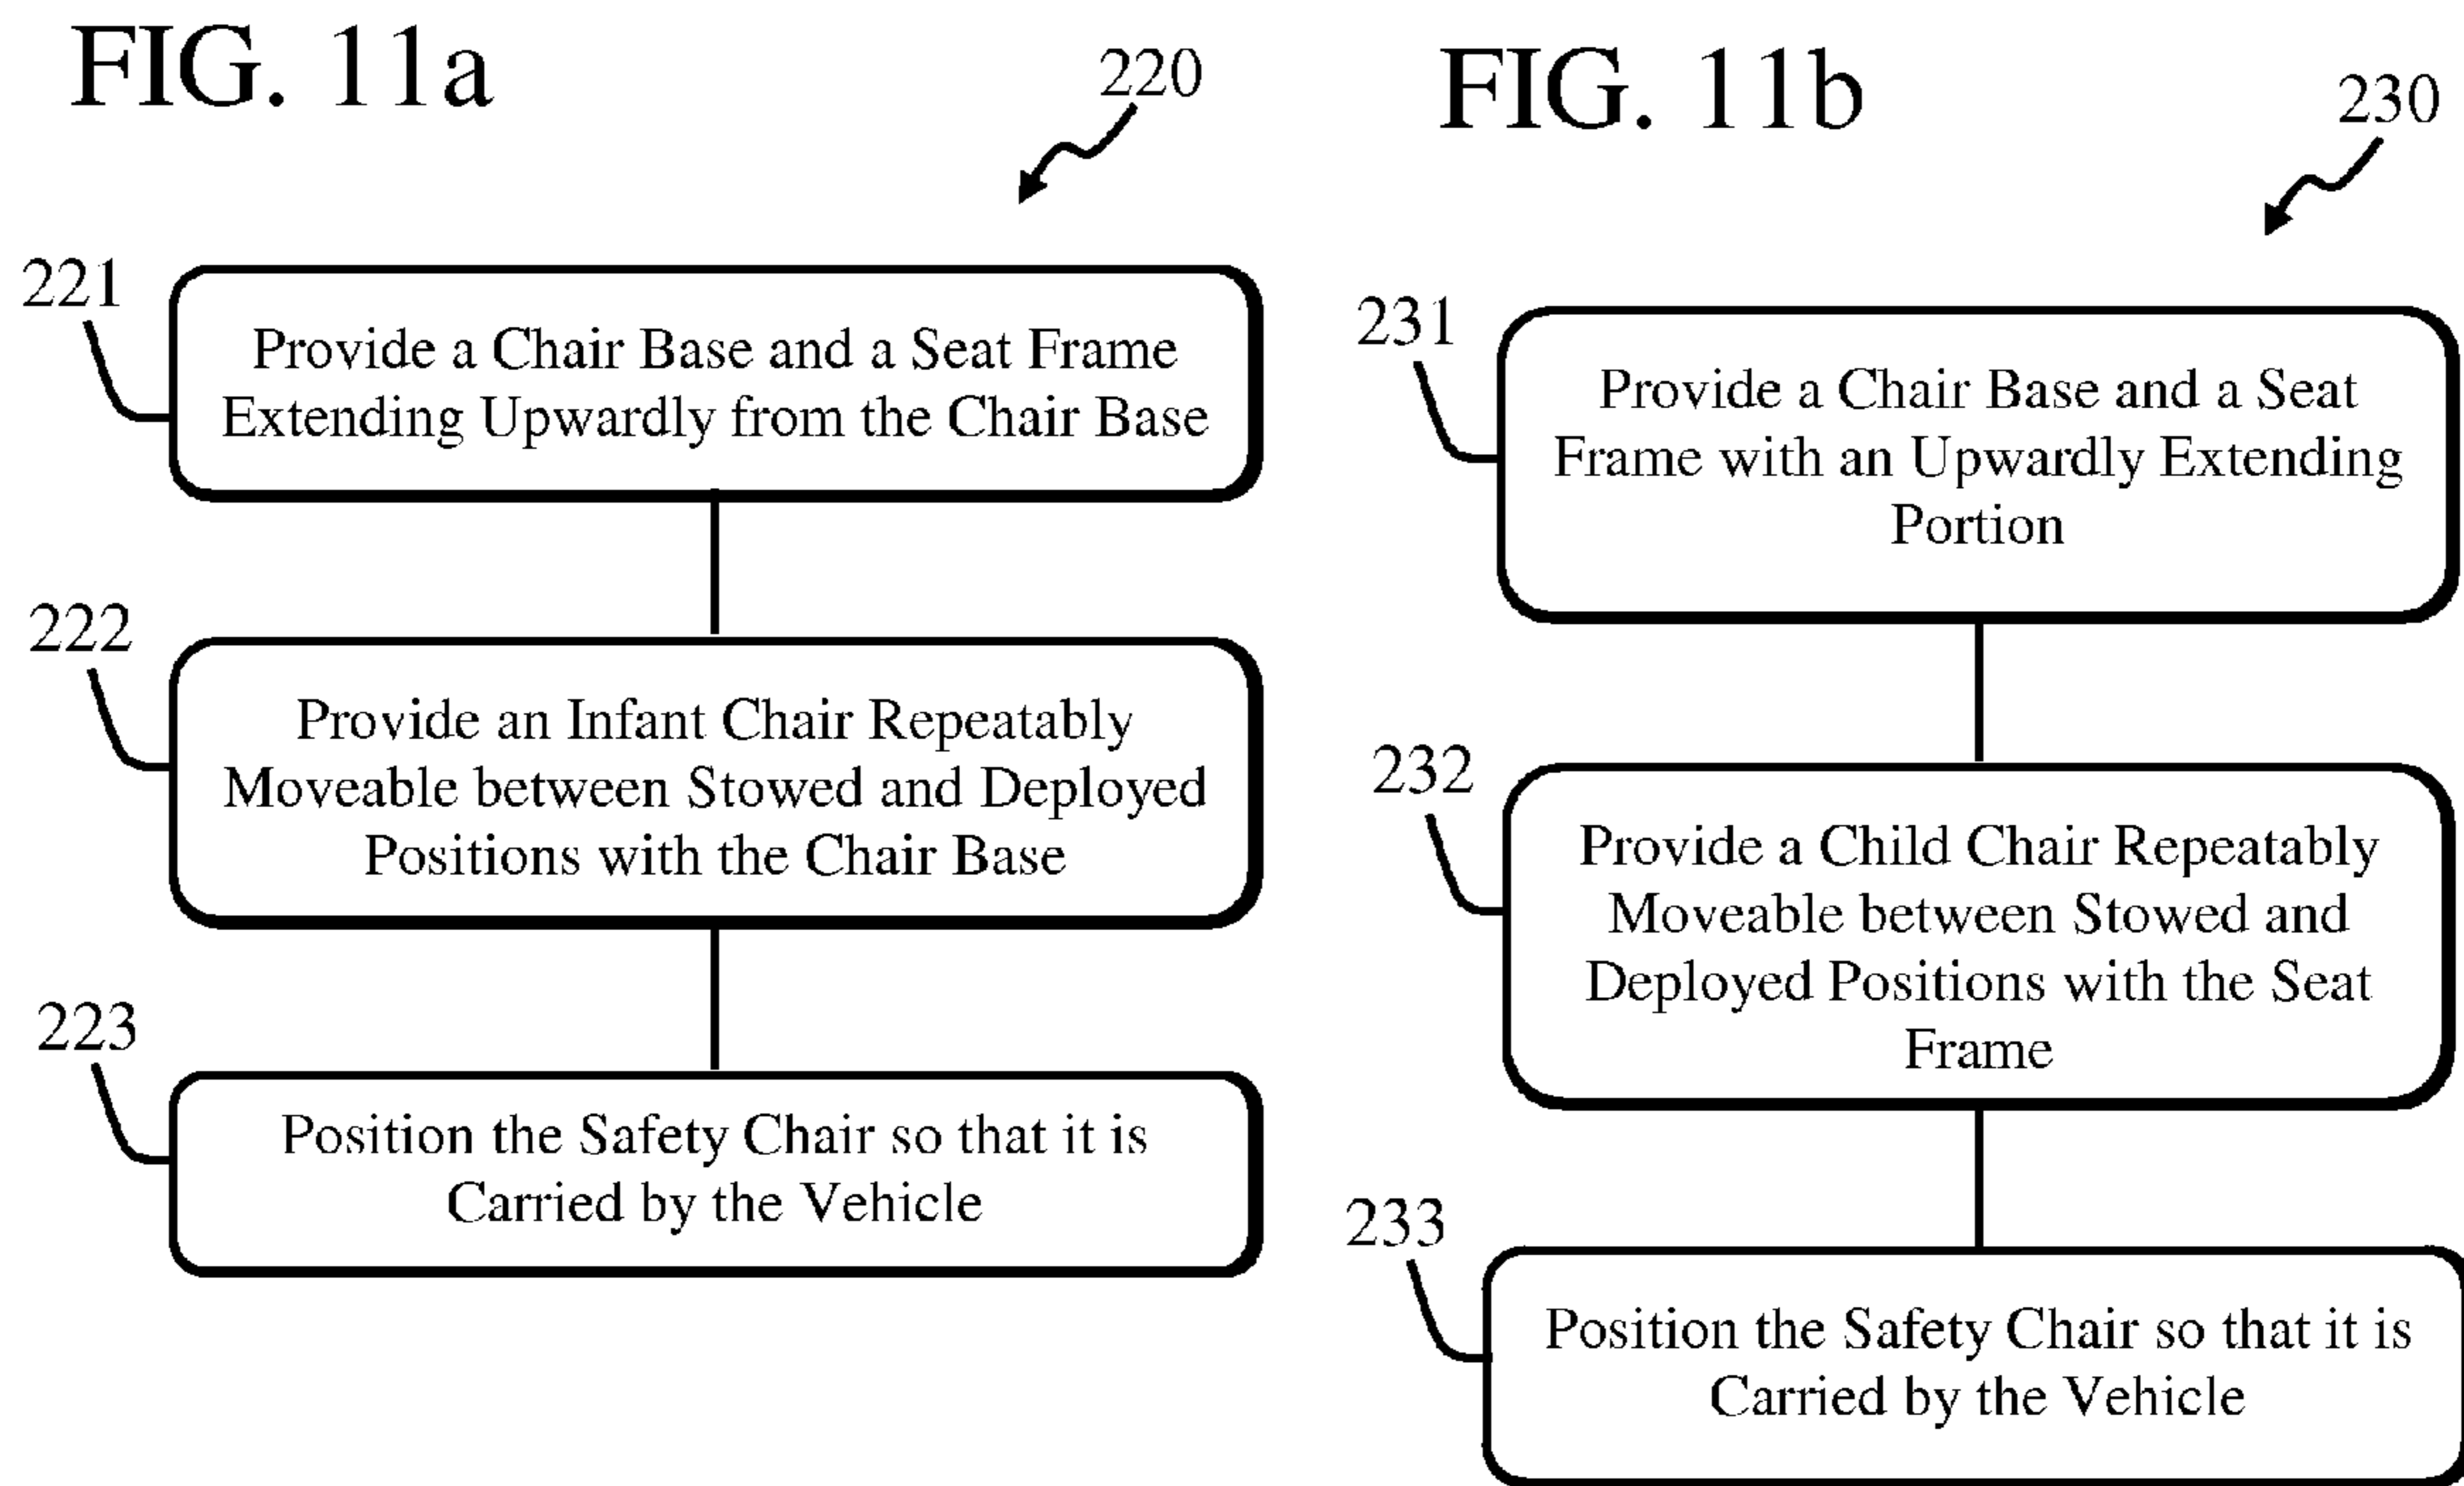 FIG. 11a
220
221
Provide a Chair Base and a Seat Frame
Extending Upwardly from the Chair Base
222
Provide an Infant Chair Repeatably
Moveable between Stowed and Deployed
Positions with the Chair Base
223
Position the Safety Chair so that it is
Carried by the Vehicle
FIG. 11b
230
231
Provide a Chair Base and a Seat
Frame with an Upwardly Extending
Portion
232
Provide a Child Chair Repeatably
Moveable between Stowed and
Deployed Positions with the Seat
Frame
233
Position the Safety Chair so that it is
Carried by the Vehicle